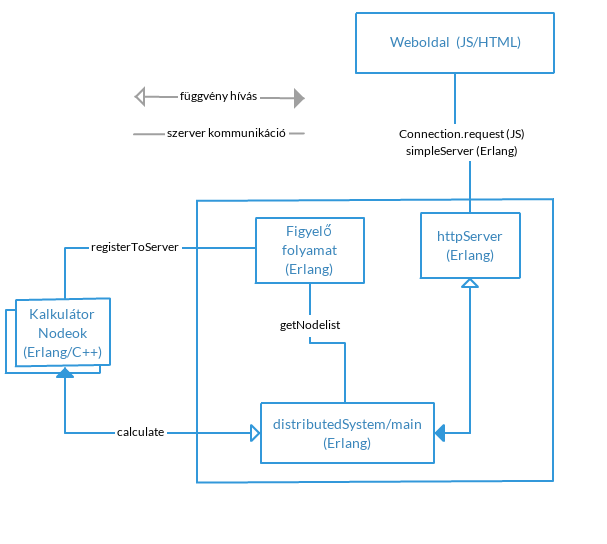 Weboldal (JS/HTML)
függvény hívás
szerver kommunikáció
Connection.request (JS)
simpleServer (Erlang)
Figyelő
folyamat
(Erlang)
httpServer
(Erlang)
registerToServer
Kalkulátor
Nodeok
(Erlang/C++)
getNodelist
distributedSystem/main
(Erlang)
calculate